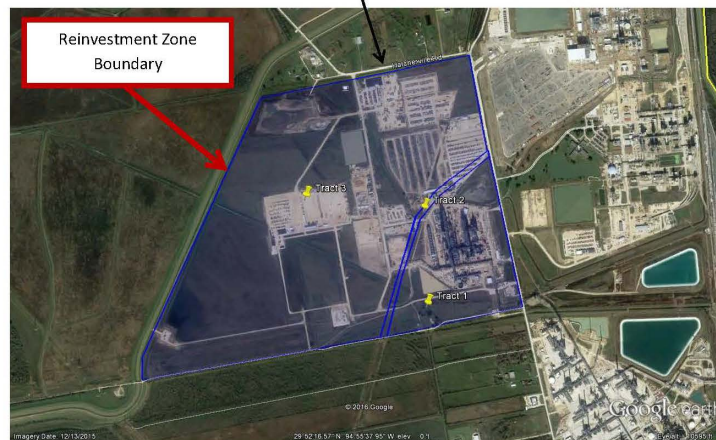 Reinvestment Zone
Boundary
Tract 3
Tract 2
Tract 1
© 2016 Google
Google earth
Imagery Date: 12/13/2015